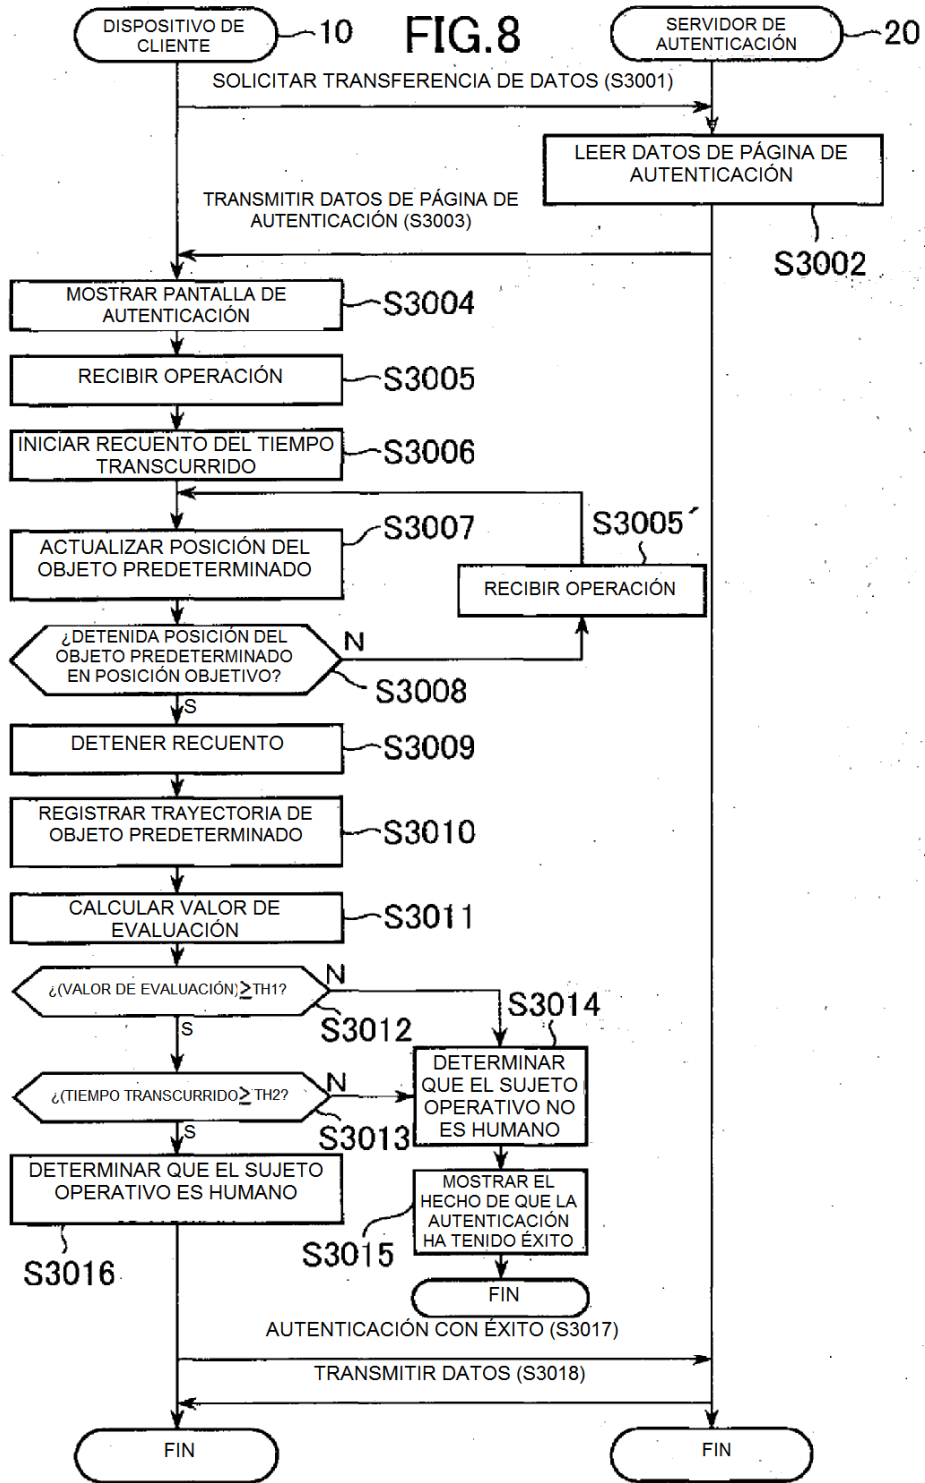 DISPOSITIVO DE
CLIENTE
10
FIG.8
SERVIDOR DE
AUTENTICACIÓN
20
SOLICITAR TRANSFERENCIA DE DATOS (S3001)
LEER DATOS DE PÁGINA DE
AUTENTICACIÓN
S3002
TRANSMITIR DATOS DE PÁGINA DE
AUTENTICACIÓN (S3003)
MOSTRAR PANTALLA DE
AUTENTICACIÓN
S3004
RECIBIR OPERACIÓN
S3005
INICIAR RECUENTO DEL TIEMPO
TRANSCURRIDO
S3006
S3007
ACTUALIZAR POSICIÓN DEL
OBJETO PREDETERMINADO
S3005´
RECIBIR OPERACIÓN
¿DETENIDA POSICIÓN DEL
OBJETO PREDETERMINADO
EN POSICIÓN OBJETIVO?
N
S3008
S
DETENER RECUENTO
S3009
REGISTRAR TRAYECTORIA DE
OBJETO PREDETERMINADO
S3010
CALCULAR VALOR DE
EVALUACIÓN
S3011
¿(VALOR DE EVALUACIÓN)≥TH1?
N
S3012
S
S3014
DETERMINAR
QUE EL SUJETO
OPERATIVO NO
ES HUMANO
¿(TIEMPO TRANSCURRIDO≥TH2?
N
S3013
S
DETERMINAR QUE EL SUJETO
OPERATIVO ES HUMANO
S3016
MOSTRAR EL
HECHO DE QUE LA
AUTENTICACIÓN
HA TENIDO ÉXITO
S3015
FIN
AUTENTICACIÓN CON ÉXITO (S3017)
TRANSMITIR DATOS (S3018)
FIN
FIN